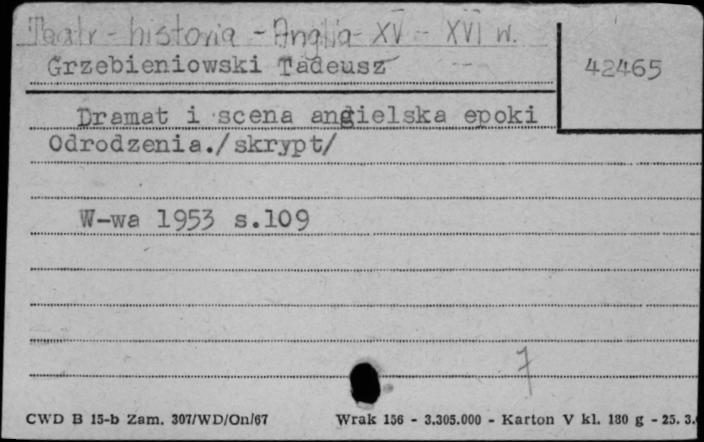 Teatr - historia - Anglia - XV - XVI w.
Grzebieniowski Tadeusz
42465
Dramat i scena angielska epoki
Odrodzenia./skrypt/
W-wa 1953 s.109
7
CWD B 15-b Zam. 307/WD/On/67 Wrak 156 - 3.305.000 - Karton V kl. 180 g - 25. 3.